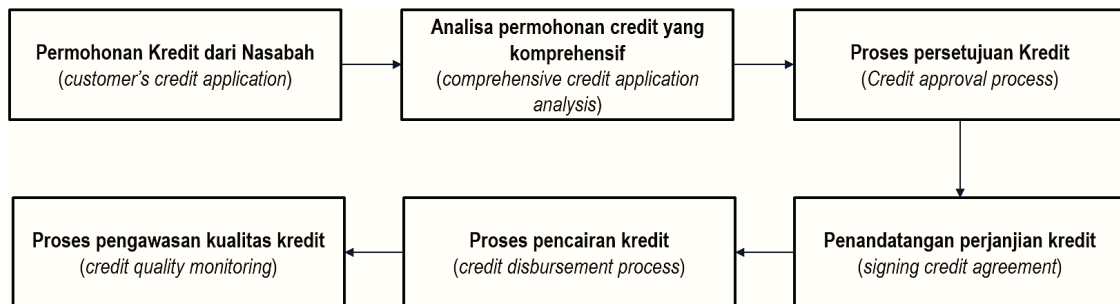 Permohonan Kredit dari Nasabah
(customer's credit application)
Analisa permohonan credit yang
komprehensif
(comprehensive credit application
analysis)
Proses persetujuan Kredit
(Credit approval process)
Penandatangan perjanjian kredit
(signing credit agreement)
Proses pencairan kredit
(credit disbursement process)
Proses pengawasan kualitas kredit
(credit quality monitoring)